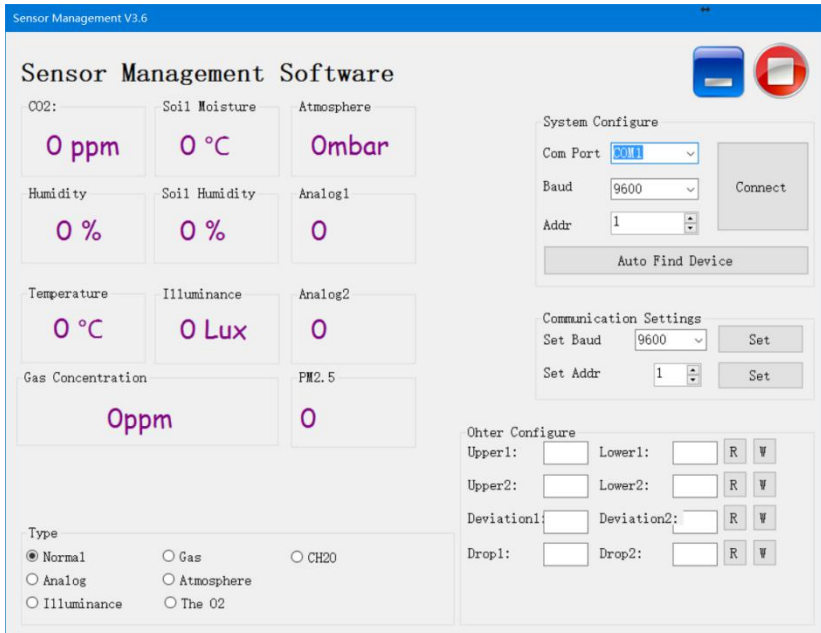 Sensor Management V3.6
Sensor Management Software
CO2: Soil Moisture Atmosphere
0 ppm 0 °C 0mbar
Humidity Soil Humidity Analog1
0 % 0 % 0
Temperature Illuminance Analog2
0 °C 0 Lux 0
Gas Concentration PM2.5
0ppm 0
Type
Normal Gas CH20
Analog Atmosphere
Illuminance The O2
System Configure
Com Port COM1
Baud 9600 Connect
Addr 1
Auto Find Device
Communication Settings
Set Baud 9600 Set
Set Addr 1 Set
Ohter Configure
Upper1: Lower1: R W
Upper2: Lower2: R W
Deviation1: Deviation2: R W
Drop1: Drop2: R W